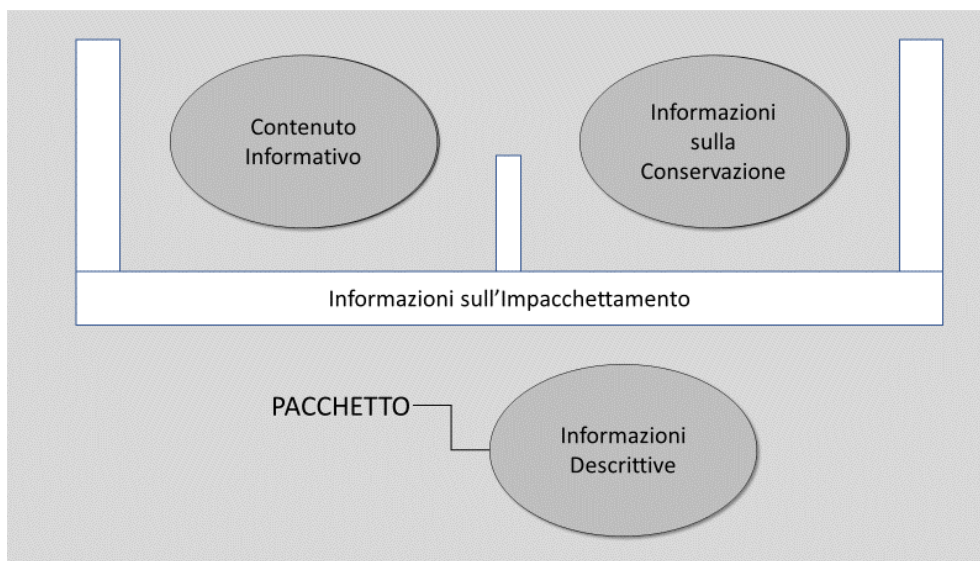 Contenuto
Informativo
Informazioni
sulla
Conservazione
Informazioni sull'Impacchettamento
PACCHETTO
Informazioni
Descrittive